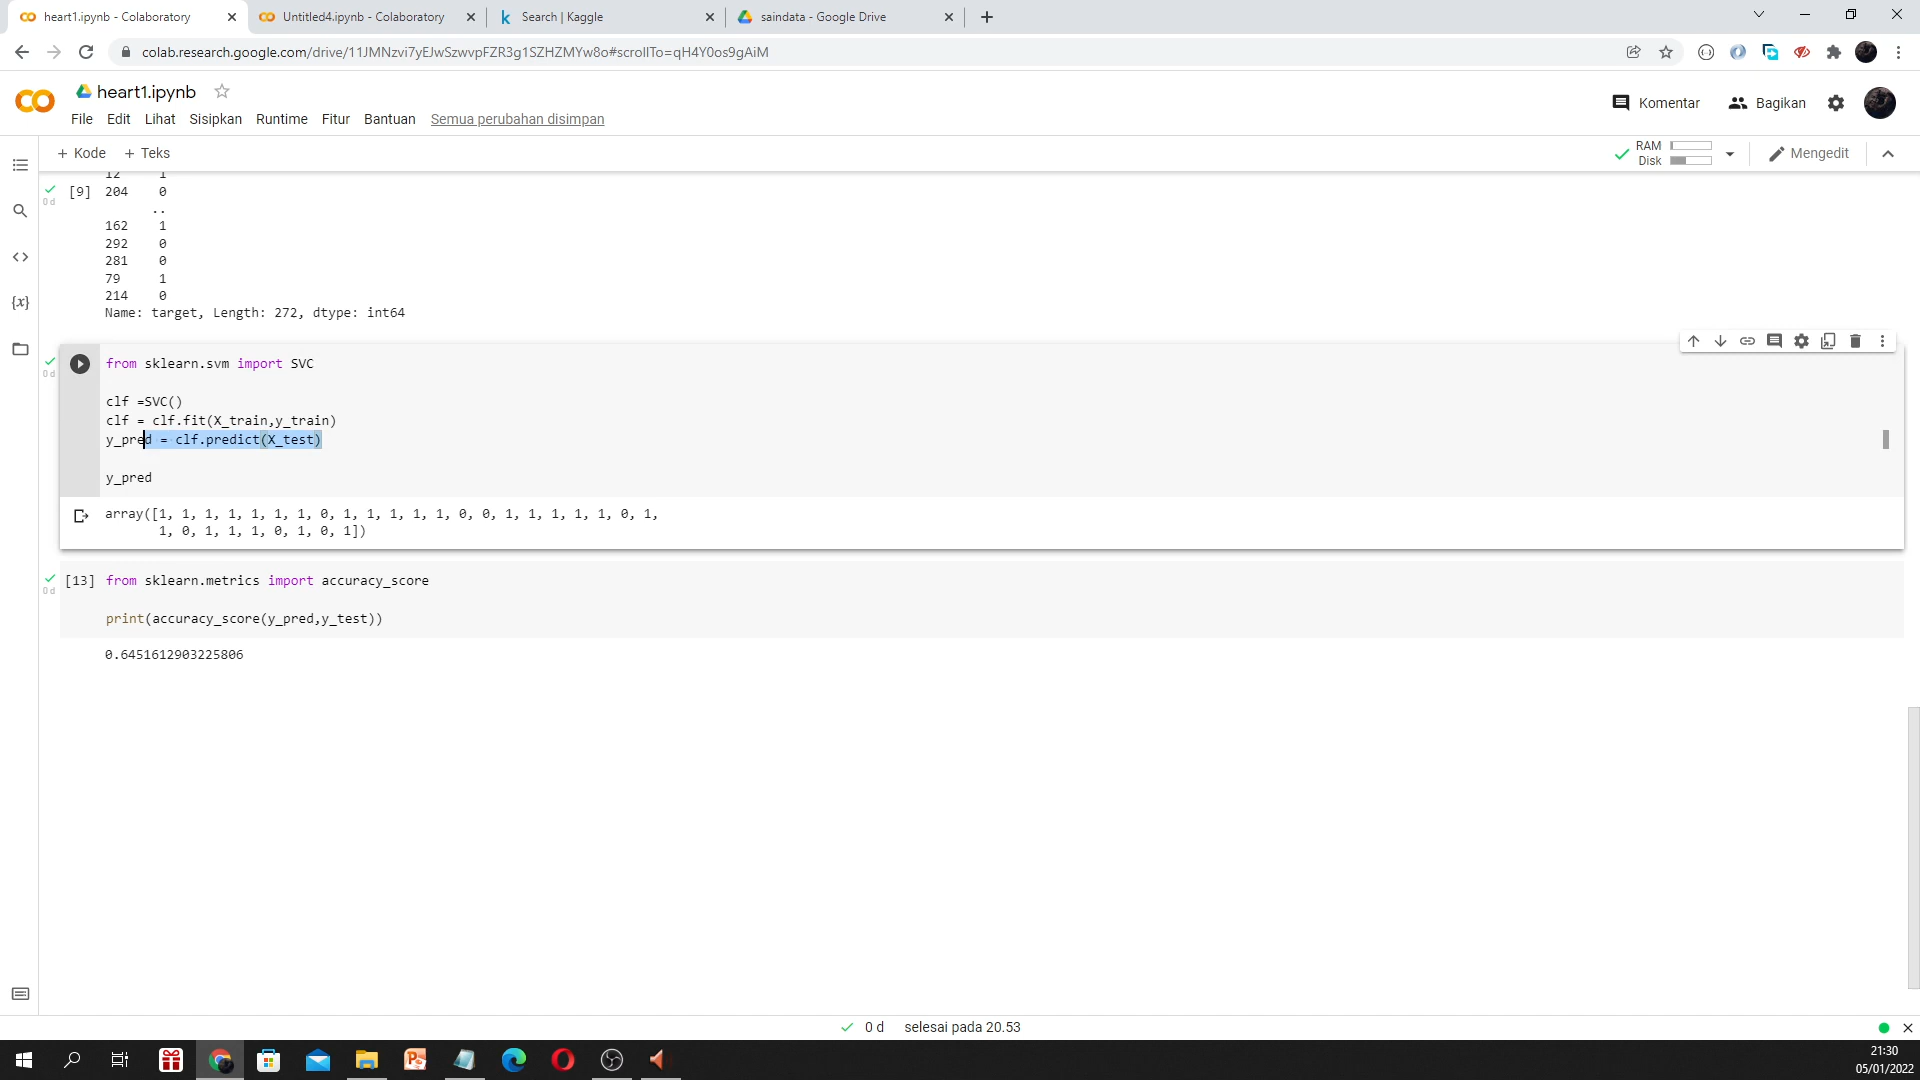 heart1.ipynb - Colaboratory
Untitled4.ipynb - Colaboratory
k Search | Kaggle
saindata - Google Drive
colab.research.google.com/drive/11JMNzvi7yEJwSzwvpFZR3g1SZHZMYw8o#scrollTo=qH4Y0os9gAiM
heart1.ipynb
Komentar
Bagikan
File Edit Lihat Sisipkan Runtime Fitur Bantuan Semua perubahan disimpan
+ Kode + Teks
RAM
Disk
Mengedit
12 1
[9] 204 0
0 d
..
162 1
292 0
281 0
79 1
214 0
Name: target, Length: 272, dtype: int64
{x}
from sklearn.svm import SVC
0 d
clf =SVC()
clf = clf.fit(X_train,y_train)
y_pred = clf.predict(X_test)
y_pred
array([1, 1, 1, 1, 1, 1, 1, 0, 1, 1, 1, 1, 1, 0, 0, 1, 1, 1, 1, 1, 0, 1,
1, 0, 1, 1, 1, 0, 1, 0, 1])
[13] from sklearn.metrics import accuracy_score
0 d
print(accuracy_score(y_pred,y_test))
0.6451612903225806
0 d selesai pada 20.53
21:30
05/01/2022